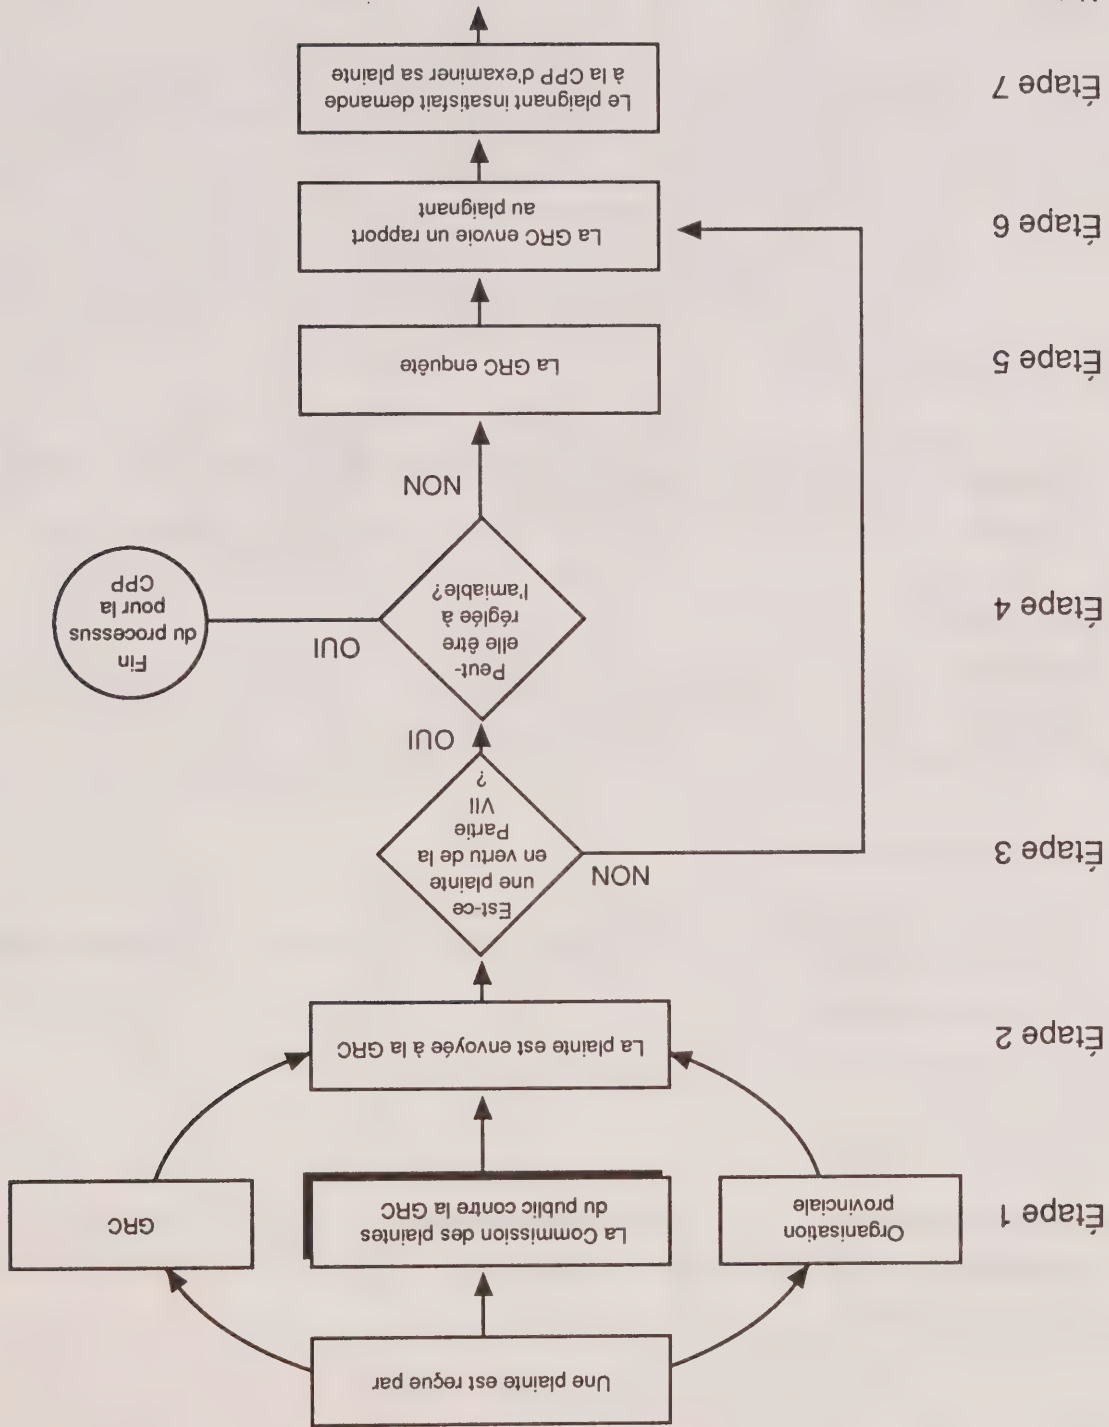 Une plainte est reçue par
Étape 1
Organisation
provinciale
La Commission des plaintes
du public contre la GRC
GRC
Étape 2
La plainte est envoyée à la GRC
Étape 3
Est-ce
une plainte
en vertu de la
Partie
VII
?
NON
OUI
Étape 4
Peut-
elle être
réglée à
l'amiable?
OUI
Fin
du processus
pour la
CPP
NON
Étape 5
La GRC enquête
Étape 6
La GRC envoie un rapport
au plaignant
Étape 7
Le plaignant insatisfait demande
à la CPP d'examiner sa plainte